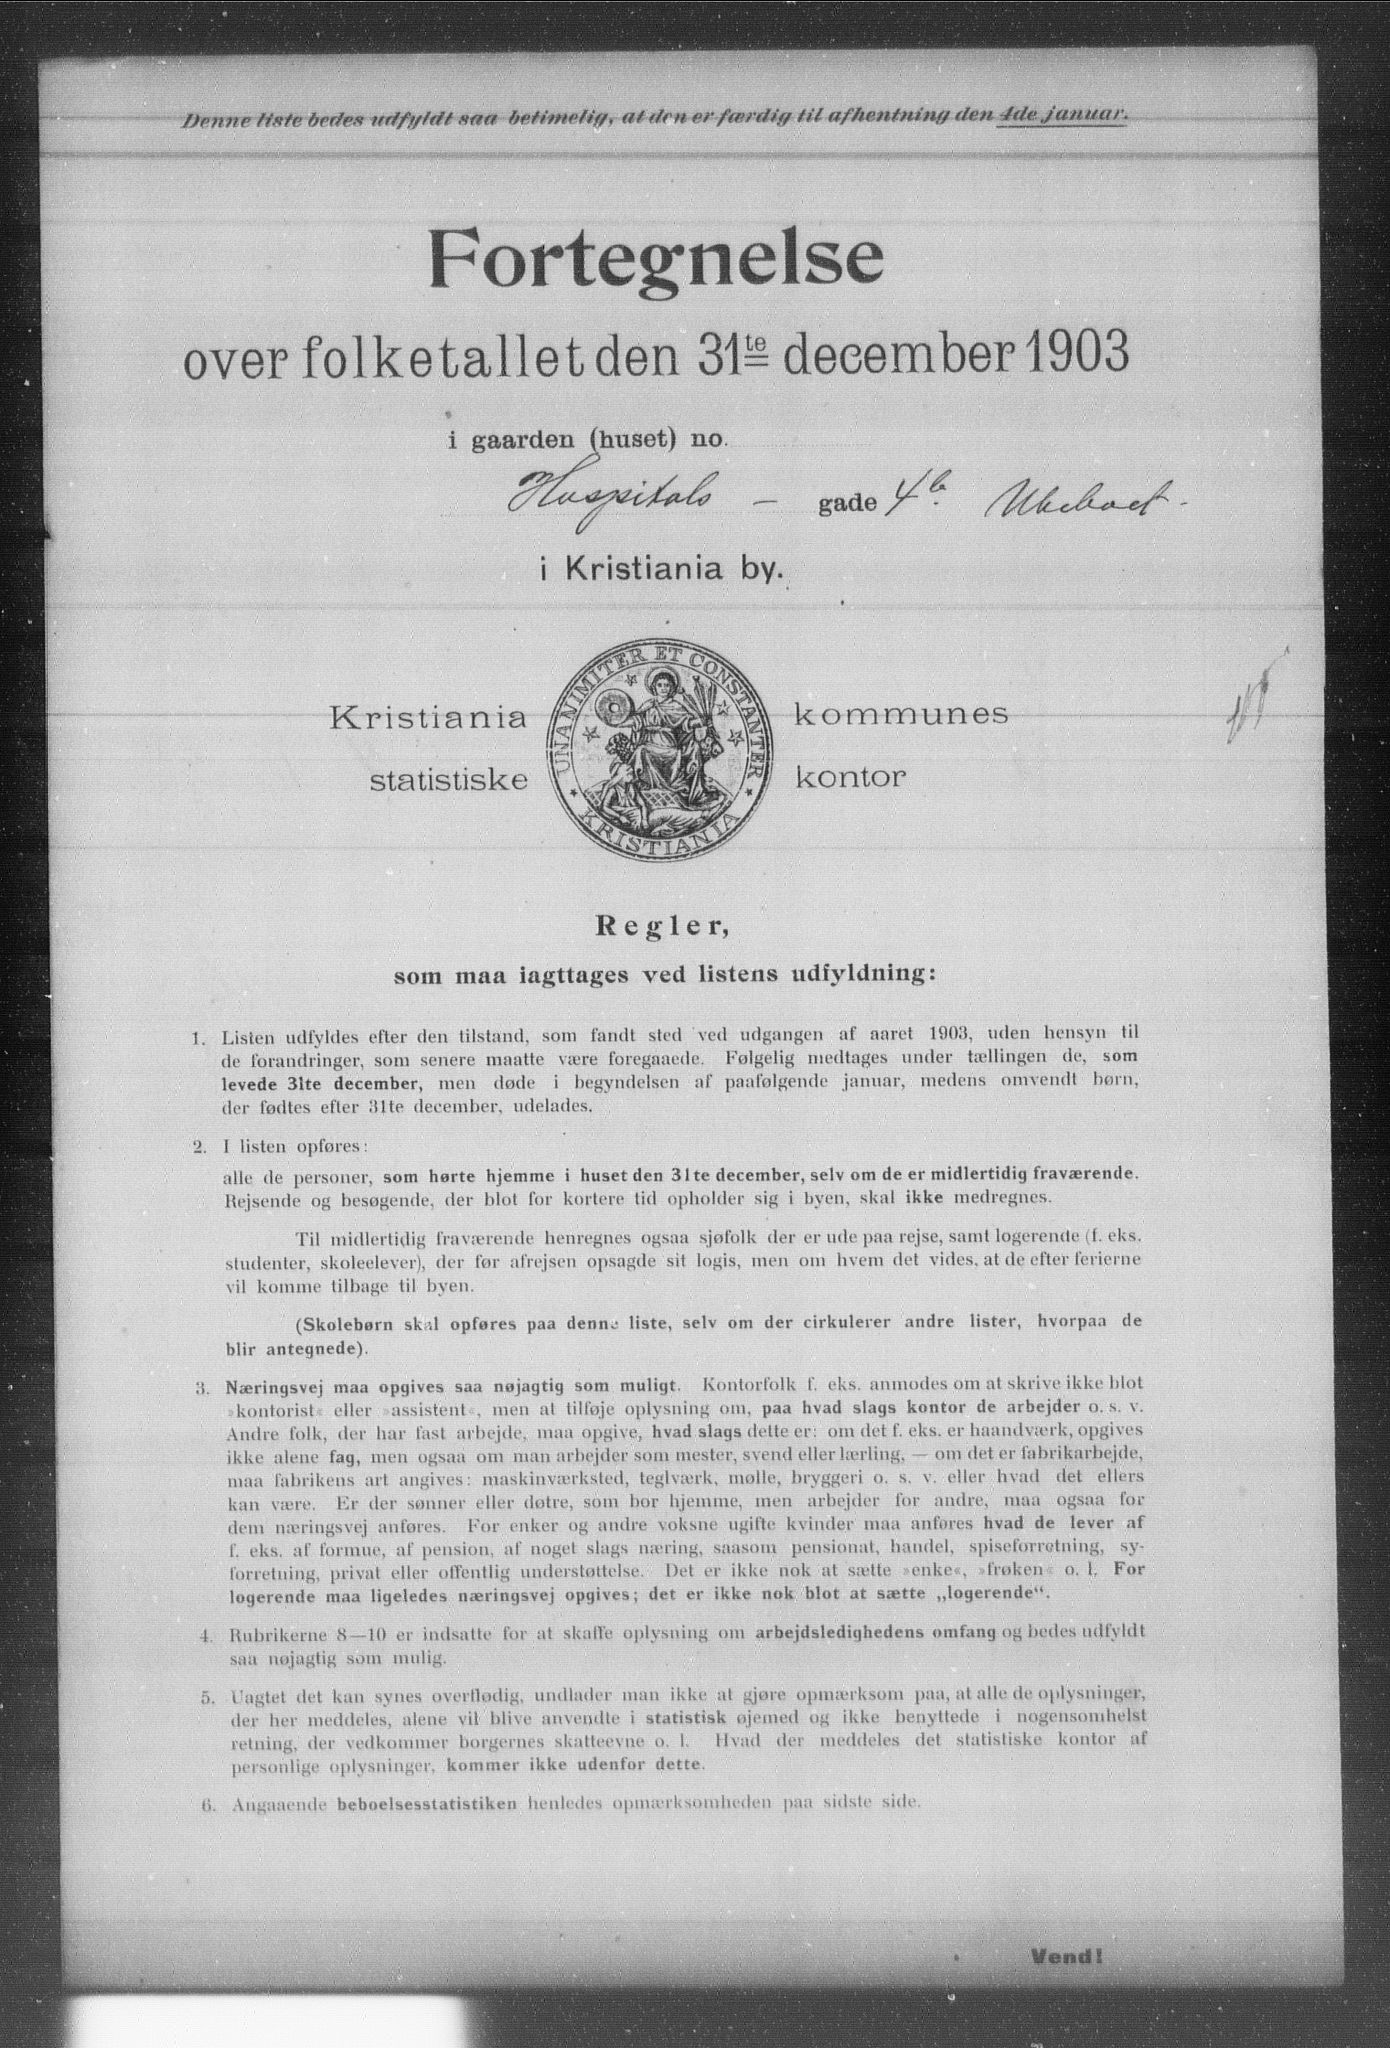 Denne liste bedes udfyldt saa betimelig, at den er færdig til afhentning den 4de januar.
Fortegnelse
over folketallet den 31te december 1903
i gaarden (huset) no.
Hospitals – gade 4b. Ubeboet.
i Kristiania by.
UNANIMITER ET CONSTANTER
KRISTIANIA
Kristiania kommunes
statistiske kontor
Regler,
som maa iagttages ved listens udfyldning:
1. Listen udfyldes efter den tilstand, som fandt sted ved udgangen af aaret 1903, uden hensyn til
de forandringer, som senere maatte være foregaaede. Følgelig medtages under tællingen de, som
levede 31te december, men døde i begyndelsen af paafølgende januar, medens omvendt børn,
der fødtes efter 31te december, udelades.
2. I listen opføres:
alle de personer, som hørte hjemme i huset den 31te december, selv om de er midlertidig fraværende.
Rejsende og besøgende, der blot for kortere tid opholder sig i byen, skal ikke medregnes.
Til midlertidig fraværende henregnes ogsaa sjøfolk der er ude paa rejse, samt logerende (f. eks.
studenter, skoleelever), der før afrejsen opsagde sit logis, men om hvem det vides, at de efter ferierne
vil komme tilbage til byen.
(Skolebørn skal opføres paa denne liste, selv om der cirkulerer andre lister, hvorpaa de
blir antegnede).
3. Næringsvej maa opgives saa nøjagtig som muligt. Kontorfolk f. eks. anmodes om at skrive ikke blot
»kontorist« eller »assistent«, men at tilføje oplysning om, paa hvad slags kontor de arbejder o. s. v.
Andre folk, der har fast arbejde, maa opgive, hvad slags dette er: om det f. eks. er haandværk, opgives
ikke alene fag, men ogsaa om man arbejder som mester, svend eller lærling, — om det er fabrikarbejde,
maa fabrikens art angives: maskinværksted, teglværk, mølle, bryggeri o. s. v. eller hvad det ellers
kan være. Er der sønner eller døtre, som bor hjemme, men arbejder for andre, maa ogsaa for
dem næringsvej anføres. For enker og andre voksne ugifte kvinder maa anføres hvad de lever af
f. eks. af formue, af pension, af noget slags næring, saasom pensionat, handel, spiseforretning, sy-
forretning, privat eller offentlig understøttelse. Det er ikke nok at sætte »enke«, »frøken« o. l. For
logerende maa ligeledes næringsvej opgives; det er ikke nok blot at sætte „logerende“.
4. Rubrikerne 8—10 er indsatte for at skaffe oplysning om arbejdsledighedens omfang og bedes udfyldt
saa nøjagtig som mulig.
5. Uagtet det kan synes overflødig, undlader man ikke at gjøre opmærksom paa, at alle de oplysninger,
der her meddeles, alene vil blive anvendte i statistisk øjemed og ikke benyttede i nogensomhelst
retning, der vedkommer borgernes skatteevne o. l. Hvad der meddeles det statistiske kontor af
personlige oplysninger, kommer ikke udenfor dette.
6. Angaaende beboelsesstatistiken henledes opmærksomheden paa sidste side.
Vend!